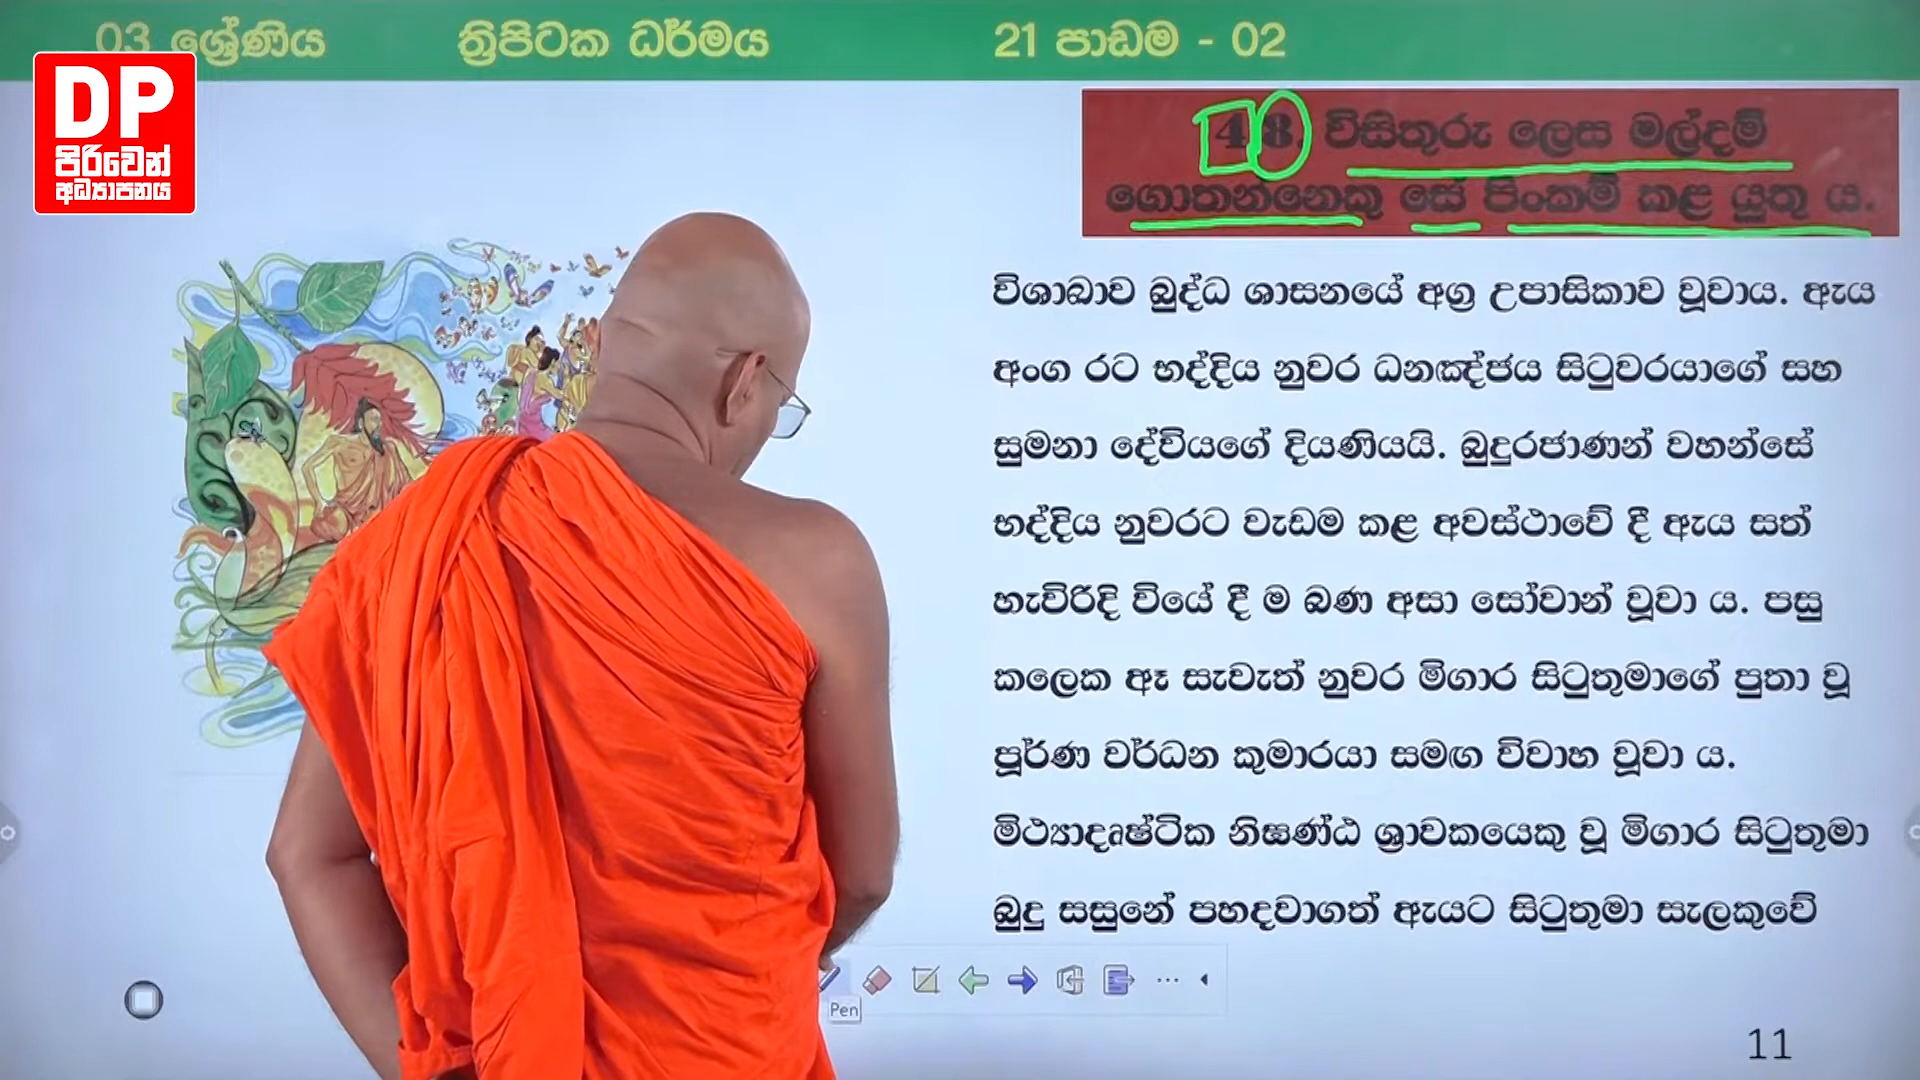 03 ශ්‍රේණිය ත්‍රිපිටක ධර්මය 21 පාඩම - 02
DP
පිරිවෙන්
අධ්‍යාපනය
48. විසිතුරු ලෙස මල්දම්
ගොතන්නෙකු සේ පිංකම් කළ යුතු ය.
විශාඛාව බුද්ධ ශාසනයේ අග්‍ර උපාසිකාව වූවාය. ඇය
අංග රට භද්දිය නුවර ධනඤ්ජය සිටුවරයාගේ සහ
සුමනා දේවියගේ දියණියයි. බුදුරජාණන් වහන්සේ
භද්දිය නුවරට වැඩම කළ අවස්ථාවේ දී ඇය සත්
හැවිරිදි වියේ දී ම බණ අසා සෝවාන් වූවා ය. පසු
කලෙක ඈ සැවැත් නුවර මිගාර සිටුතුමාගේ පුතා වූ
පූර්ණ වර්ධන කුමාරයා සමඟ විවාහ වූවා ය.
මිථ්‍යාදෘෂ්ටික නිඝණ්ඨ ශ්‍රාවකයෙකු වූ මිගාර සිටුතුමා
බුදු සසුනේ පහදවාගත් ඇයට සිටුතුමා සැලකුවේ
Pen
11